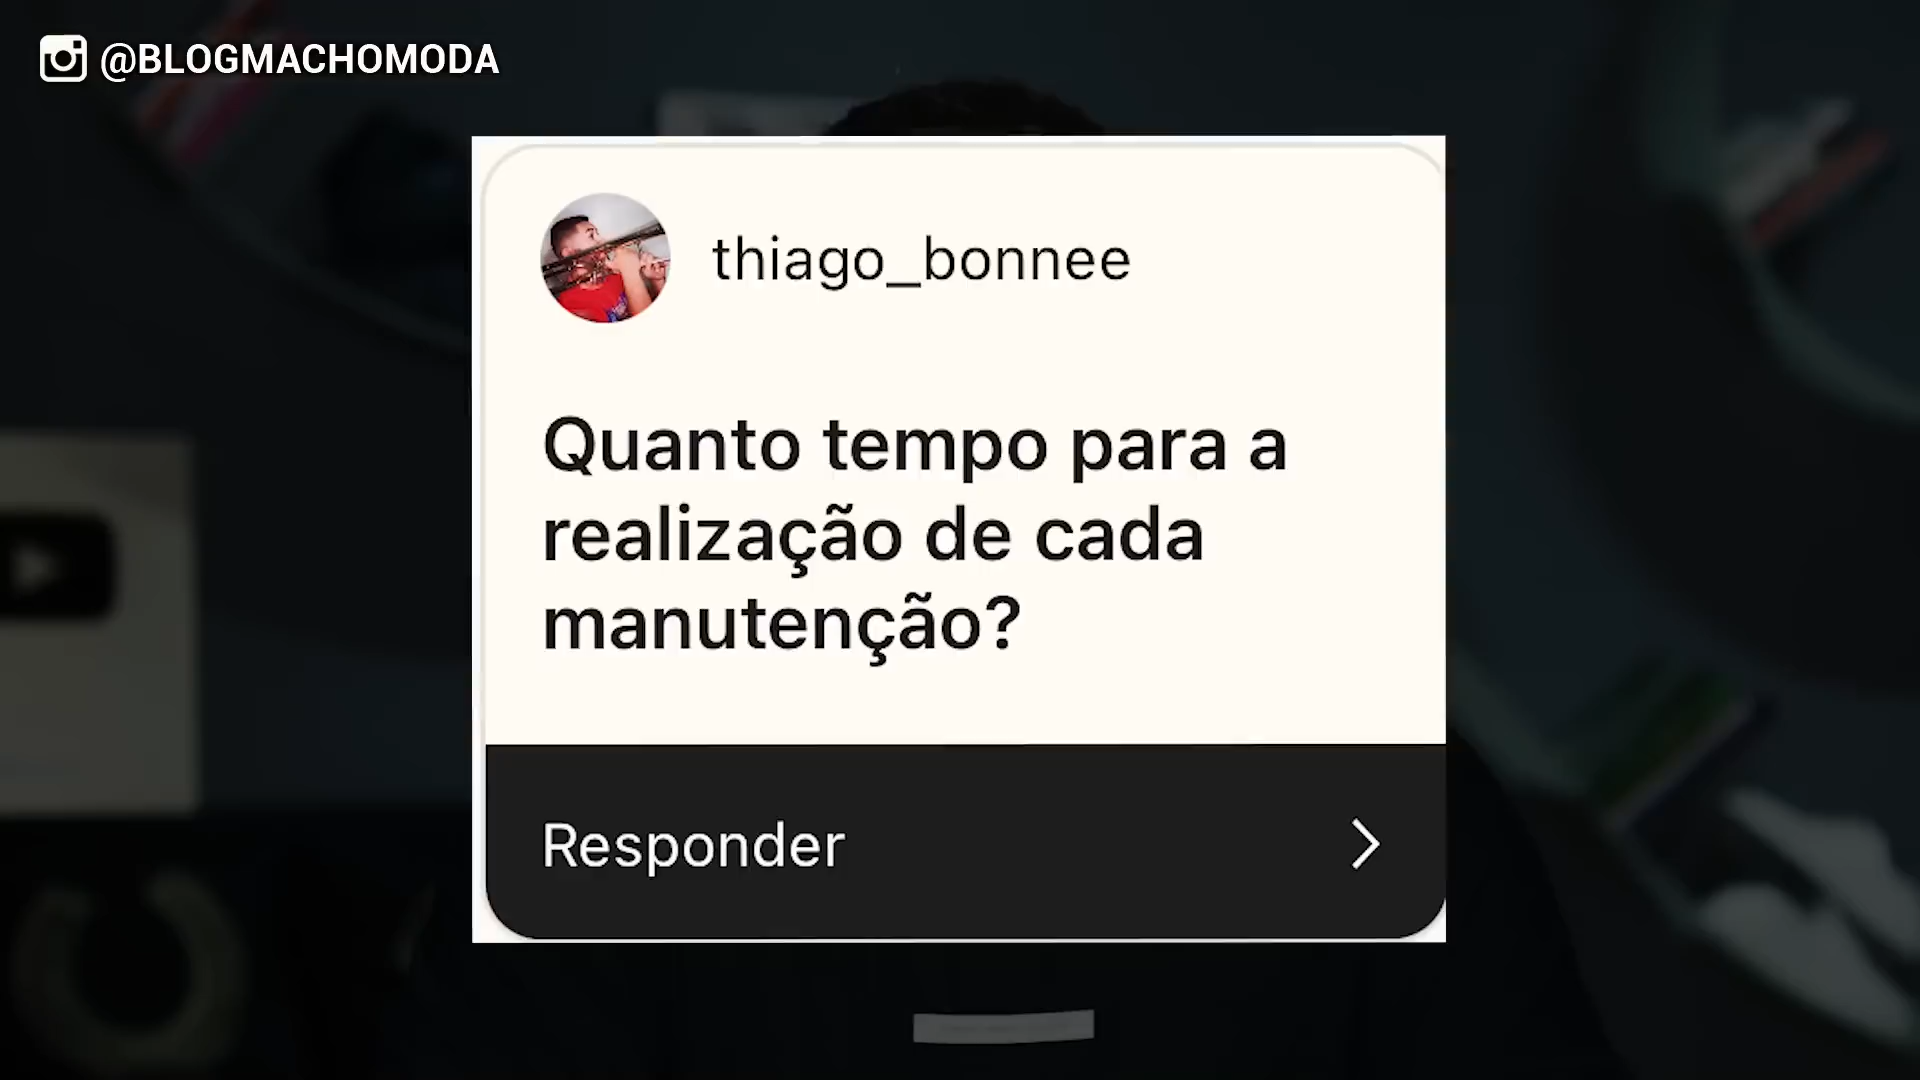 @BLOGMACHOMODA
thiago_bonnee
Quanto tempo para a
realização de cada
manutenção?
Responder